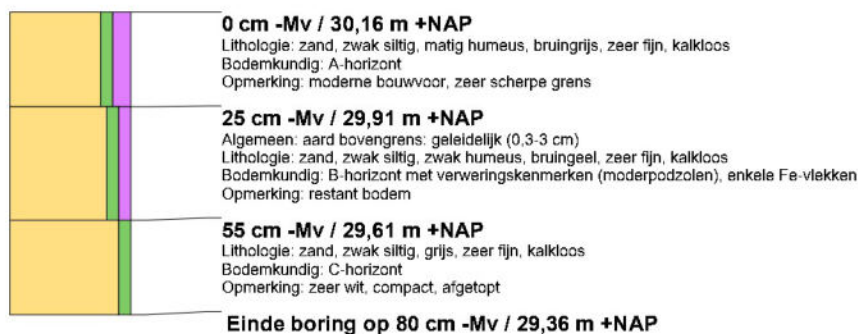 0 cm -Mv / 30,16 m +NAP
Lithologie: zand, zwak siltig, matig humeus, bruingrijs, zeer fijn, kalkloos
Bodemkundig: A-horizont
Opmerking: moderne bouwvoor, zeer scherpe grens
25 cm -Mv / 29,91 m +NAP
Algemeen: aard bovengrens: geleidelijk (0,3-3 cm)
Lithologie: zand, zwak siltig, zwak humeus, bruingeel, zeer fijn, kalkloos
Bodemkundig: B-horizont met verweringskenmerken (moderpodzolen), enkele Fe-vlekken
Opmerking: restant bodem
55 cm -Mv / 29,61 m +NAP
Lithologie: zand, zwak siltig, grijs, zeer fijn, kalkloos
Bodemkundig: C-horizont
Opmerking: zeer wit, compact, afgetopt
Einde boring op 80 cm -Mv / 29,36 m +NAP